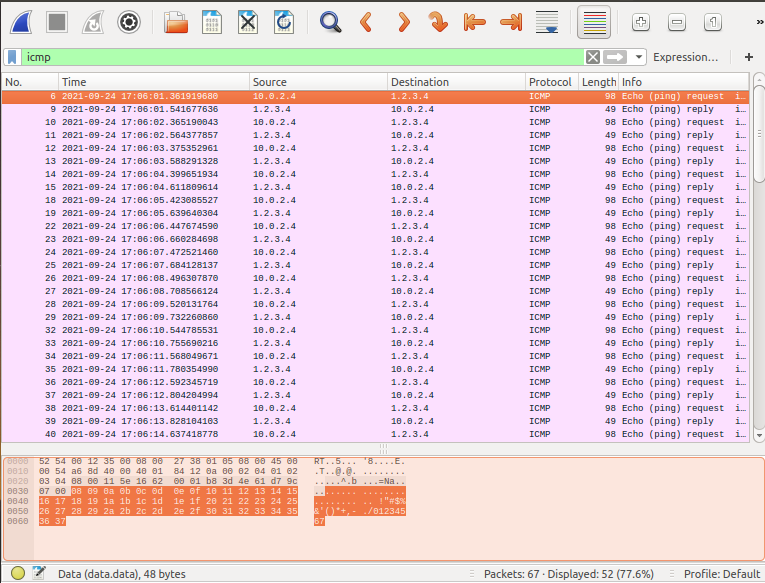 icmp
Expression…
+
No. Time Source Destination Protocol Length Info
6 2021-09-24 17:06:01.361919680 10.0.2.4 1.2.3.4 ICMP 98 Echo (ping) request i…
9 2021-09-24 17:06:01.541677636 1.2.3.4 10.0.2.4 ICMP 49 Echo (ping) reply i…
10 2021-09-24 17:06:02.365190043 10.0.2.4 1.2.3.4 ICMP 98 Echo (ping) request i…
11 2021-09-24 17:06:02.564377857 1.2.3.4 10.0.2.4 ICMP 49 Echo (ping) reply i…
12 2021-09-24 17:06:03.375352961 10.0.2.4 1.2.3.4 ICMP 98 Echo (ping) request i…
13 2021-09-24 17:06:03.588291328 1.2.3.4 10.0.2.4 ICMP 49 Echo (ping) reply i…
14 2021-09-24 17:06:04.399651934 10.0.2.4 1.2.3.4 ICMP 98 Echo (ping) request i…
15 2021-09-24 17:06:04.611809614 1.2.3.4 10.0.2.4 ICMP 49 Echo (ping) reply i…
18 2021-09-24 17:06:05.423085527 10.0.2.4 1.2.3.4 ICMP 98 Echo (ping) request i…
19 2021-09-24 17:06:05.639640304 1.2.3.4 10.0.2.4 ICMP 49 Echo (ping) reply i…
22 2021-09-24 17:06:06.447674590 10.0.2.4 1.2.3.4 ICMP 98 Echo (ping) request i…
23 2021-09-24 17:06:06.660284698 1.2.3.4 10.0.2.4 ICMP 49 Echo (ping) reply i…
24 2021-09-24 17:06:07.472521460 10.0.2.4 1.2.3.4 ICMP 98 Echo (ping) request i…
25 2021-09-24 17:06:07.684128137 1.2.3.4 10.0.2.4 ICMP 49 Echo (ping) reply i…
26 2021-09-24 17:06:08.496307870 10.0.2.4 1.2.3.4 ICMP 98 Echo (ping) request i…
27 2021-09-24 17:06:08.708566124 1.2.3.4 10.0.2.4 ICMP 49 Echo (ping) reply i…
28 2021-09-24 17:06:09.520131764 10.0.2.4 1.2.3.4 ICMP 98 Echo (ping) request i…
29 2021-09-24 17:06:09.732260860 1.2.3.4 10.0.2.4 ICMP 49 Echo (ping) reply i…
32 2021-09-24 17:06:10.544785531 10.0.2.4 1.2.3.4 ICMP 98 Echo (ping) request i…
33 2021-09-24 17:06:10.755690216 1.2.3.4 10.0.2.4 ICMP 49 Echo (ping) reply i…
34 2021-09-24 17:06:11.568049671 10.0.2.4 1.2.3.4 ICMP 98 Echo (ping) request i…
35 2021-09-24 17:06:11.780354990 1.2.3.4 10.0.2.4 ICMP 49 Echo (ping) reply i…
36 2021-09-24 17:06:12.592345719 10.0.2.4 1.2.3.4 ICMP 98 Echo (ping) request i…
37 2021-09-24 17:06:12.804204994 1.2.3.4 10.0.2.4 ICMP 49 Echo (ping) reply i…
38 2021-09-24 17:06:13.614401142 10.0.2.4 1.2.3.4 ICMP 98 Echo (ping) request i…
39 2021-09-24 17:06:13.828104103 1.2.3.4 10.0.2.4 ICMP 49 Echo (ping) reply i…
40 2021-09-24 17:06:14.637418778 10.0.2.4 1.2.3.4 ICMP 98 Echo (ping) request i…
0000 52 54 00 12 35 00 08 00 27 38 01 05 08 00 45 00 RT..5... '8....E.
0010 00 54 a6 8d 40 00 40 01 84 12 0a 00 02 04 01 02 .T..@.@. ........
0020 03 04 08 00 11 5e 16 62 00 01 b8 3d 4e 61 d7 9c .....^.b ...=Na..
0030 07 00 08 09 0a 0b 0c 0d 0e 0f 10 11 12 13 14 15 ........ ........
0040 16 17 18 19 1a 1b 1c 1d 1e 1f 20 21 22 23 24 25 ........ .. !"#$%
0050 26 27 28 29 2a 2b 2c 2d 2e 2f 30 31 32 33 34 35 &'()*+,- ./012345
0060 36 37 67
Data (data.data), 48 bytes Packets: 67 · Displayed: 52 (77.6%) Profile: Default